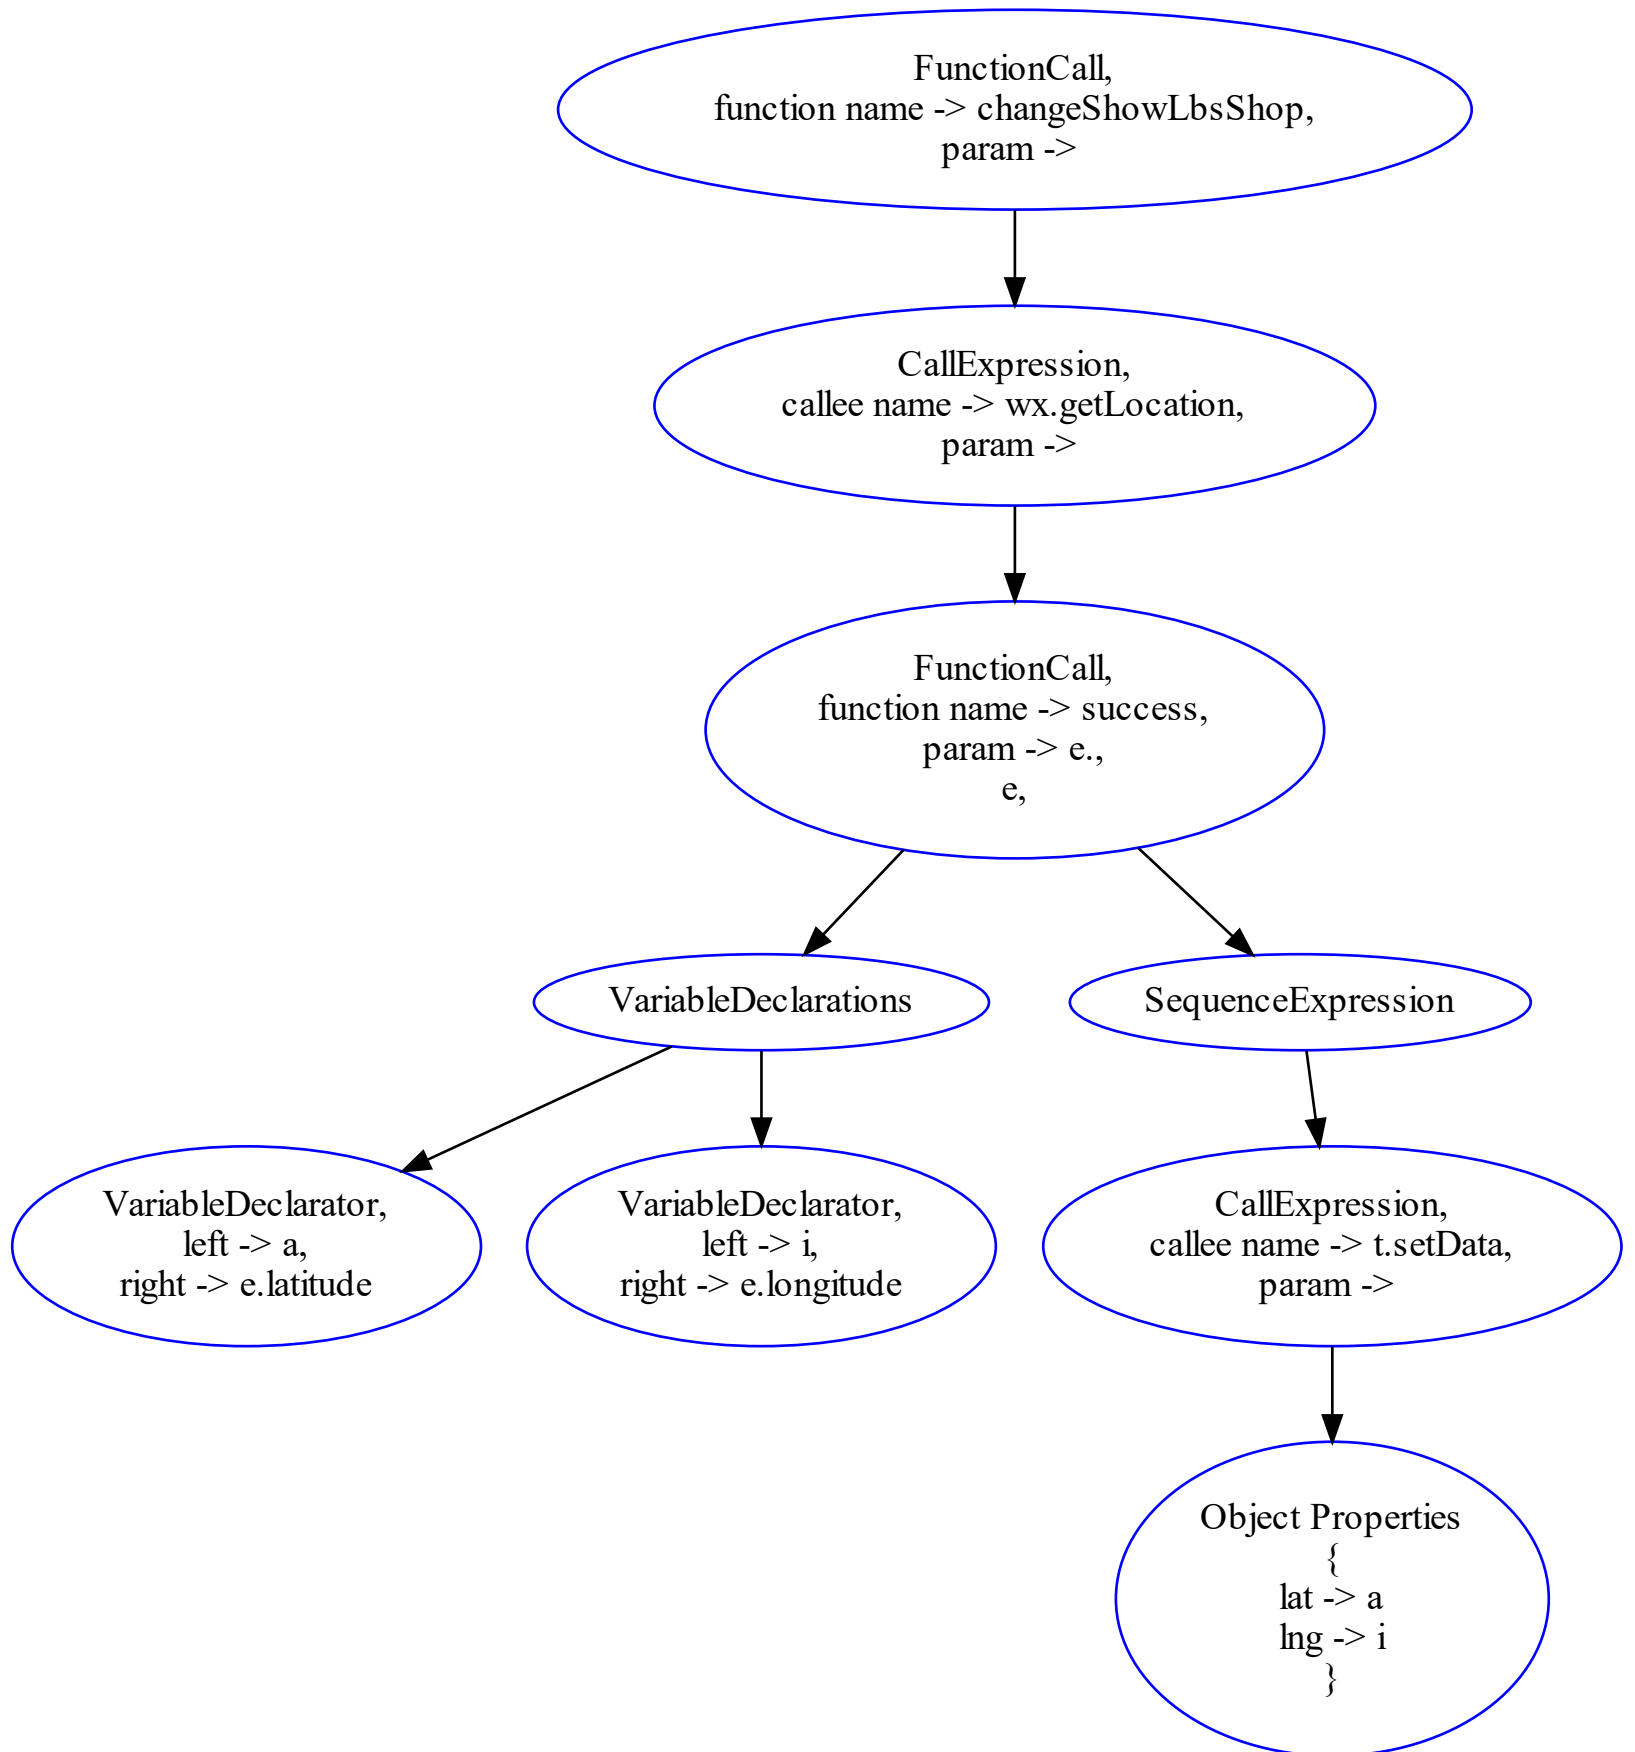 FunctionCall,
function name -> changeShowLbsShop,
param ->
CallExpression,
callee name -> wx.getLocation,
param ->
FunctionCall,
function name -> success,
param -> e.,
e,
VariableDeclarations
SequenceExpression
VariableDeclarator,
left -> a,
right -> e.latitude
VariableDeclarator,
left -> i,
right -> e.longitude
CallExpression,
callee name -> t.setData,
param ->
Object Properties
{
lat -> a
lng -> i
}